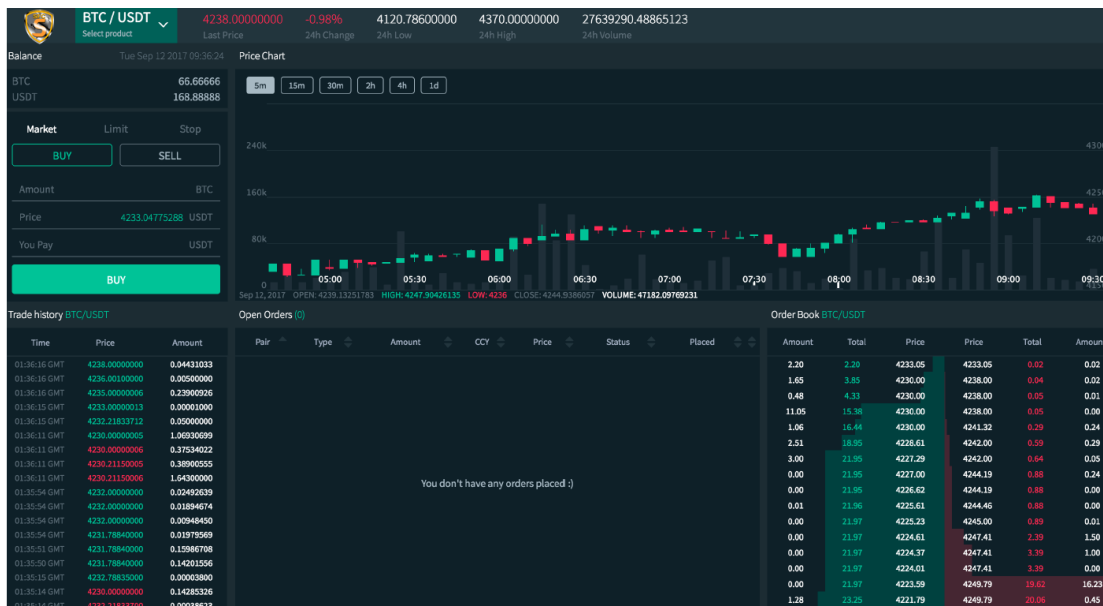 BTC / USDT 4238.00000000 -0.98% 4120.78600000 4370.00000000 27639290.48865123
Select product Last Price 24h Change 24h Low 24h High 24h Volume
Balance Tue Sep 12 2017 09:36:24
BTC 66.66666
USDT 168.88888
Market Limit Stop
BUY SELL
Amount BTC
Price 4233.04775288 USDT
You Pay USDT
BUY
Price Chart
5m 15m 30m 2h 4h 1d
240k 4300
160k 4250
80k 4200
0
05:00 05:30 06:00 06:30 07:00 07:30 08:00 08:30 09:00 09:30
Sep 12, 2017 OPEN: 4239.13251783 HIGH: 4247.90426135 LOW: 4236 CLOSE: 4244.9386057 VOLUME: 47182.09769231
Trade history BTC/USDT
Time Price Amount
01:36:16 GMT 4238.00000000 0.04431033
01:36:16 GMT 4236.00100000 0.00500000
01:36:16 GMT 4235.00000006 0.23900926
01:36:15 GMT 4233.00000013 0.00001000
01:36:15 GMT 4232.21833712 0.05000000
01:36:11 GMT 4230.00000005 1.06930699
01:36:11 GMT 4230.00000006 0.37534022
01:36:11 GMT 4230.21150005 0.38900555
01:36:11 GMT 4230.21150006 1.64300000
01:35:54 GMT 4232.00000000 0.02492639
01:35:54 GMT 4232.00000000 0.01894674
01:35:54 GMT 4232.00000000 0.00948450
01:35:54 GMT 4231.78840000 0.01979569
01:35:51 GMT 4231.78840000 0.15986708
01:35:50 GMT 4231.78840000 0.14201556
01:35:15 GMT 4232.78835000 0.00003800
01:35:14 GMT 4230.00000000 0.14285326
01:35:14 GMT 4232.21833700 0.00038623
Open Orders (0)
Pair Type Amount CCY Price Status Placed
You don't have any orders placed :)
Order Book BTC/USDT
Amount Total Price Price Total Amoun
2.20 2.20 4233.05 4233.05 0.02 0.02
1.65 3.85 4230.00 4238.00 0.04 0.02
0.48 4.33 4230.00 4238.00 0.05 0.01
11.05 15.38 4230.00 4238.00 0.05 0.00
1.06 16.44 4230.00 4241.32 0.29 0.24
2.51 18.95 4228.61 4242.00 0.59 0.29
3.00 21.95 4227.29 4242.00 0.64 0.05
0.00 21.95 4227.00 4244.19 0.88 0.24
0.00 21.95 4226.62 4244.19 0.88 0.00
0.01 21.96 4225.61 4244.46 0.88 0.00
0.00 21.97 4225.23 4245.00 0.89 0.01
0.00 21.97 4224.61 4247.41 2.39 1.50
0.00 21.97 4224.37 4247.41 3.39 1.00
0.00 21.97 4224.01 4247.41 3.39 0.00
0.00 21.97 4223.59 4249.79 19.62 16.23
1.28 23.25 4221.79 4249.79 20.06 0.45